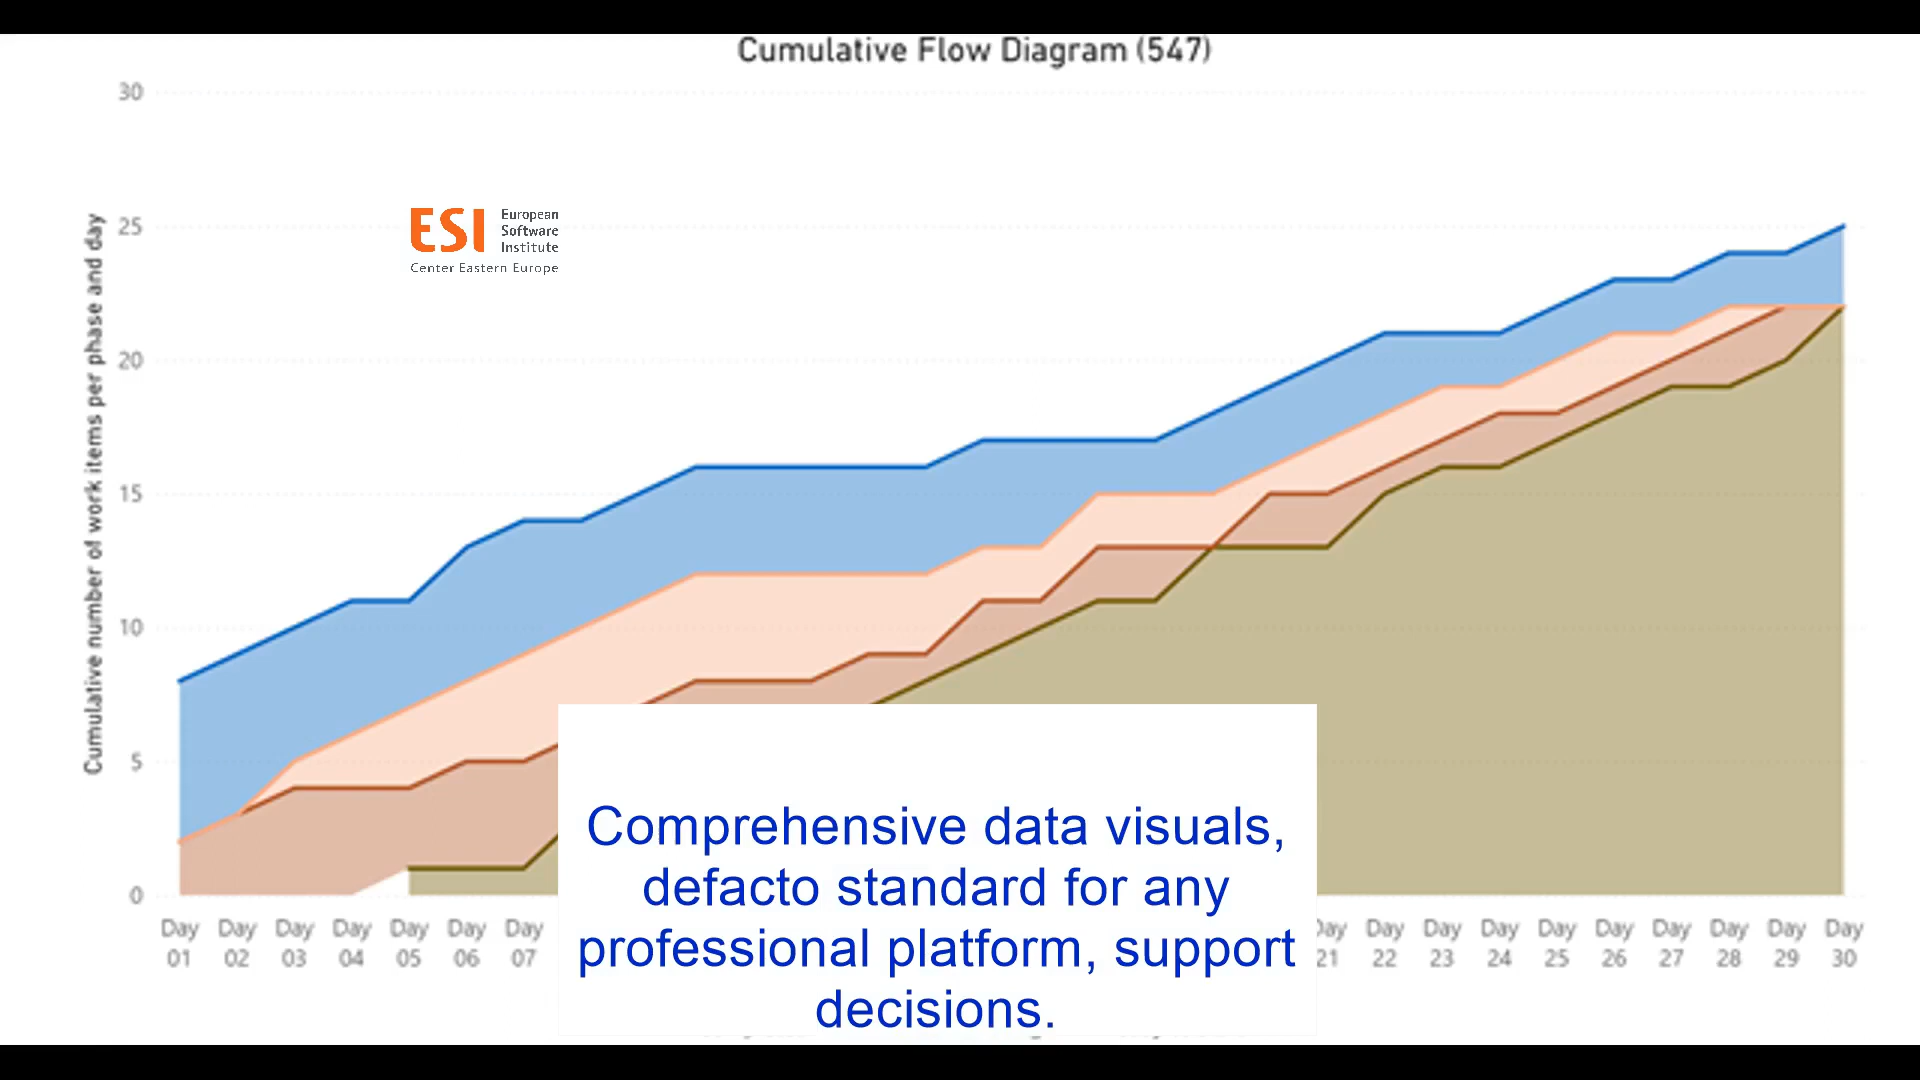 Cumulative Flow Diagram (547)
30
25
20
15
10
5
0
Cumulative number of work items per phase and day
ESI
European
Software
Institute
Center Eastern Europe
Day 01
Day 02
Day 03
Day 04
Day 05
Day 06
Day 07
Day 21
Day 22
Day 23
Day 24
Day 25
Day 26
Day 27
Day 28
Day 29
Day 30
Comprehensive data visuals,
defacto standard for any
professional platform, support
decisions.